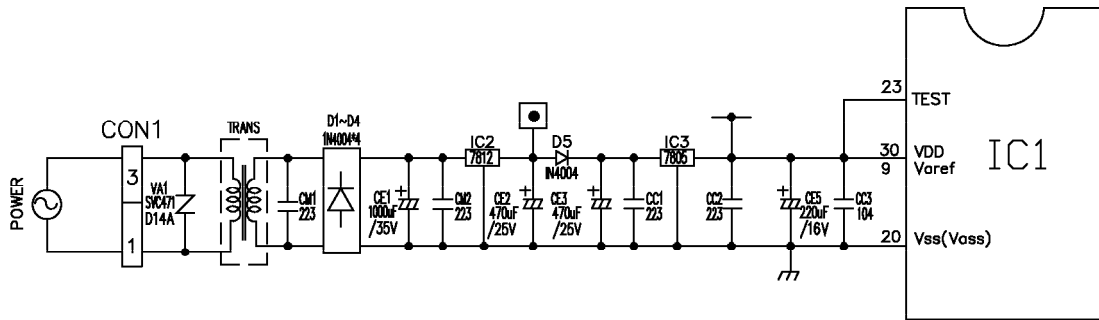 POWER
CON1
3
1
VA1
SVC471
D14A
TRANS
CM1
223
D1~D4
1N4004*4
CE1
1000uF
/35V
CM2
223
IC2
7812
CE2
470uF
/25V
D5
1N4004
CE3
470uF
/25V
CC1
223
IC3
7805
CC2
223
CE5
220uF
/16V
CC3
104
23
TEST
30
VDD
9
Varef
20
Vss(Vass)
IC1